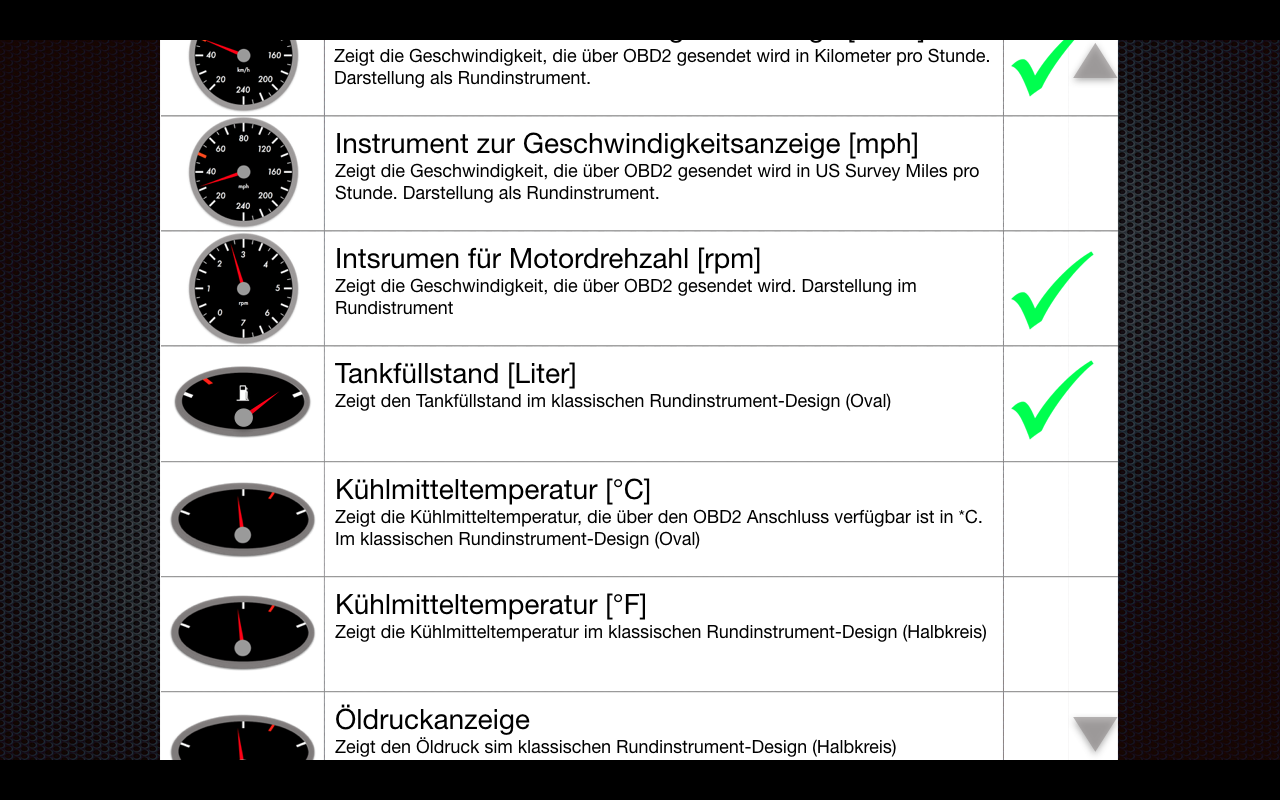 40 160
km/h
20 200
240
Zeigt die Geschwindigkeit, die über OBD2 gesendet wird in Kilometer pro Stunde.
Darstellung als Rundinstrument.
80
60 120
40 160
mph
20 200
240
Instrument zur Geschwindigkeitsanzeige [mph]
Zeigt die Geschwindigkeit, die über OBD2 gesendet wird in US Survey Miles pro
Stunde. Darstellung als Rundinstrument.
3
2 4
1 5
rpm
0 6
7
Intsrumen für Motordrehzahl [rpm]
Zeigt die Geschwindigkeit, die über OBD2 gesendet wird. Darstellung im
Rundistrument
Tankfüllstand [Liter]
Zeigt den Tankfüllstand im klassischen Rundinstrument-Design (Oval)
Kühlmitteltemperatur [°C]
Zeigt die Kühlmitteltemperatur, die über den OBD2 Anschluss verfügbar ist in *C.
Im klassischen Rundinstrument-Design (Oval)
Kühlmitteltemperatur [°F]
Zeigt die Kühlmitteltemperatur im klassischen Rundinstrument-Design (Halbkreis)
Öldruckanzeige
Zeigt den Öldruck sim klassischen Rundinstrument-Design (Halbkreis)